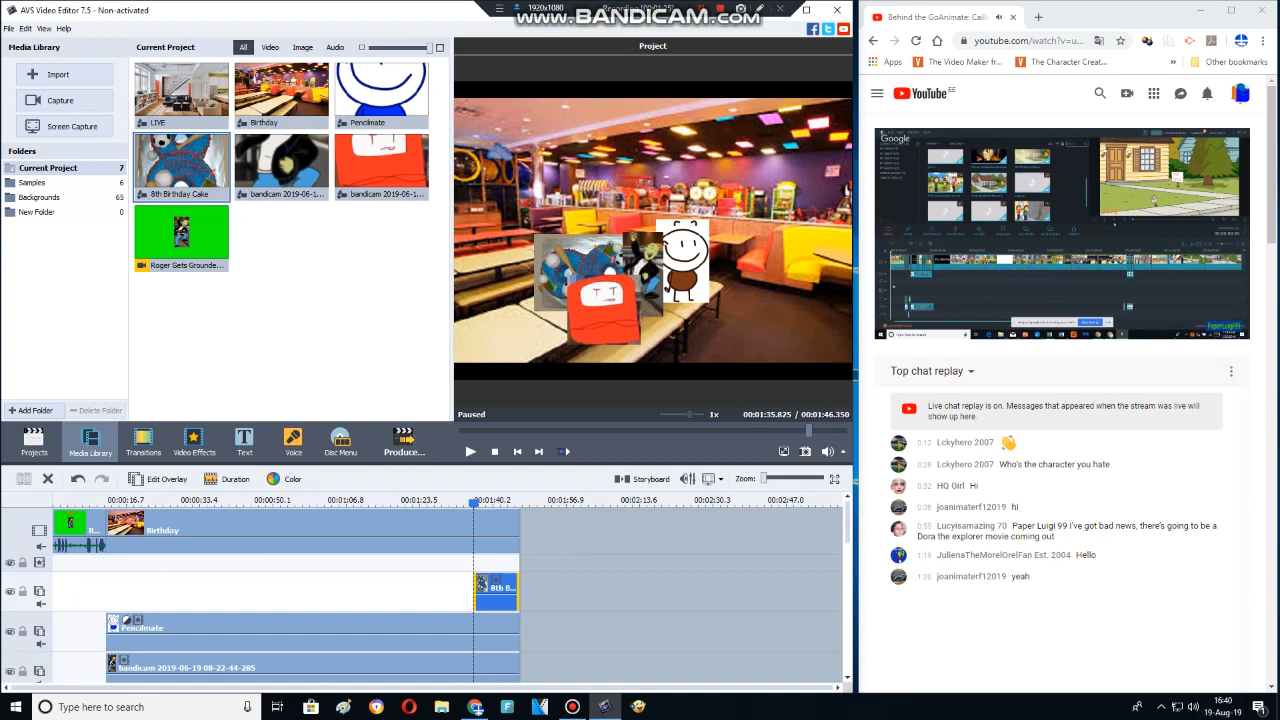 AVS Video Editor 7.5 - Non-activated
1920x1080
www.BANDICAM.com
File Edit View Help
Media Library
Current Project
All Video Image Audio
Project
Import
Capture
Screen Capture
Folders
Current Project 7
Samples 6
Backgrounds 65
New Folder 0
LIVE
Birthday
Pencilmate
8th Birthday Cake
bandicam 2019-06-1...
bandicam 2019-06-1...
Roger Gets Grounde...
Add Folder
Delete Folder
Paused
1x
00:01:35.825 / 00:01:46.350
Projects
Media Library
Transitions
Video Effects
Text
Voice
Disc Menu
Produce...
Edit Overlay
Duration
Color
Storyboard
Zoom:
00:00:16.7 00:00:33.4 00:00:50.1 00:01:06.8 00:01:23.5 00:01:40.2 00:01:56.9 00:02:13.6 00:02:30.3 00:02:47.0
R...
Birthday
8th B...
Pencilmate
bandicam 2019-06-19 08-22-44-285
Behind the GoAnimate: Cail
youtube.com/watch?v=u...
Apps
The Video Maker fr...
The Character Creat...
Other bookmarks
YouTube EE
Google
PaperLuigi99
Top chat replay
Live chat replay is on. Messages that appeared when the stream was live will
show up here.
0:12 Lckyhero 2007
0:28 Lckyhero 2007 Who's the character you hate
0:32 HQ Girl Hi
0:38 joanimaterf12019 hi
0:55 Lucyisamazing 70 Paper Luigi 99 I've got bad news, there's going to be a
Dora the explorer movie coming out
1:19 JulienaTheMorelOrelFan Est. 2004 Hello
1:20 joanimaterf12019 yeah
Type here to search
16:40
19-Aug-19